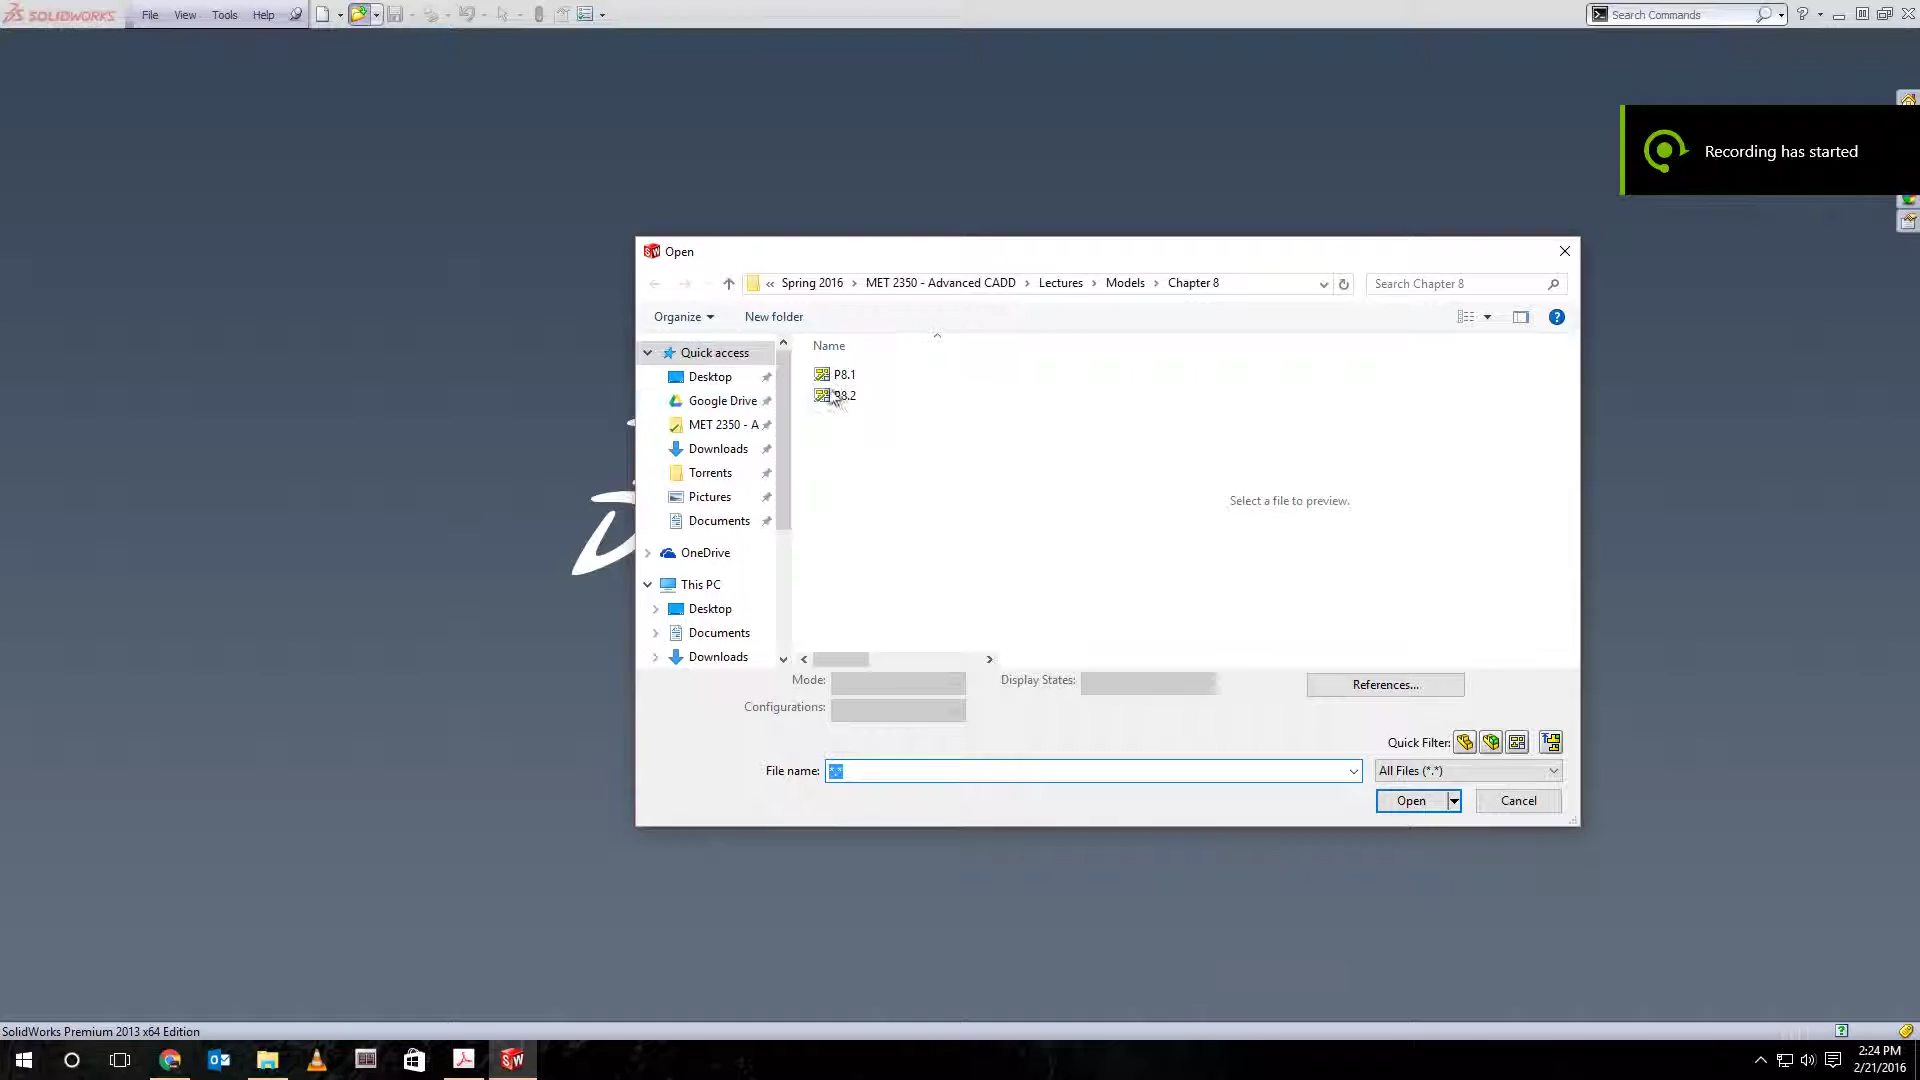 SOLIDWORKS File View Tools Help Search Commands
Recording has started
Open
« Spring 2016 › MET 2350 - Advanced CADD › Lectures › Models › Chapter 8 Search Chapter 8
Organize New folder
Name
Quick access
Desktop
Google Drive
MET 2350 - A
Downloads
Torrents
Pictures
Documents
OneDrive
This PC
Desktop
Documents
Downloads
P8.1
P8.2
Select a file to preview.
Mode: Display States: References...
Configurations:
Quick Filter:
File name: *.* All Files (*.*)
Open Cancel
SolidWorks Premium 2013 x64 Edition
2:24 PM
2/21/2016